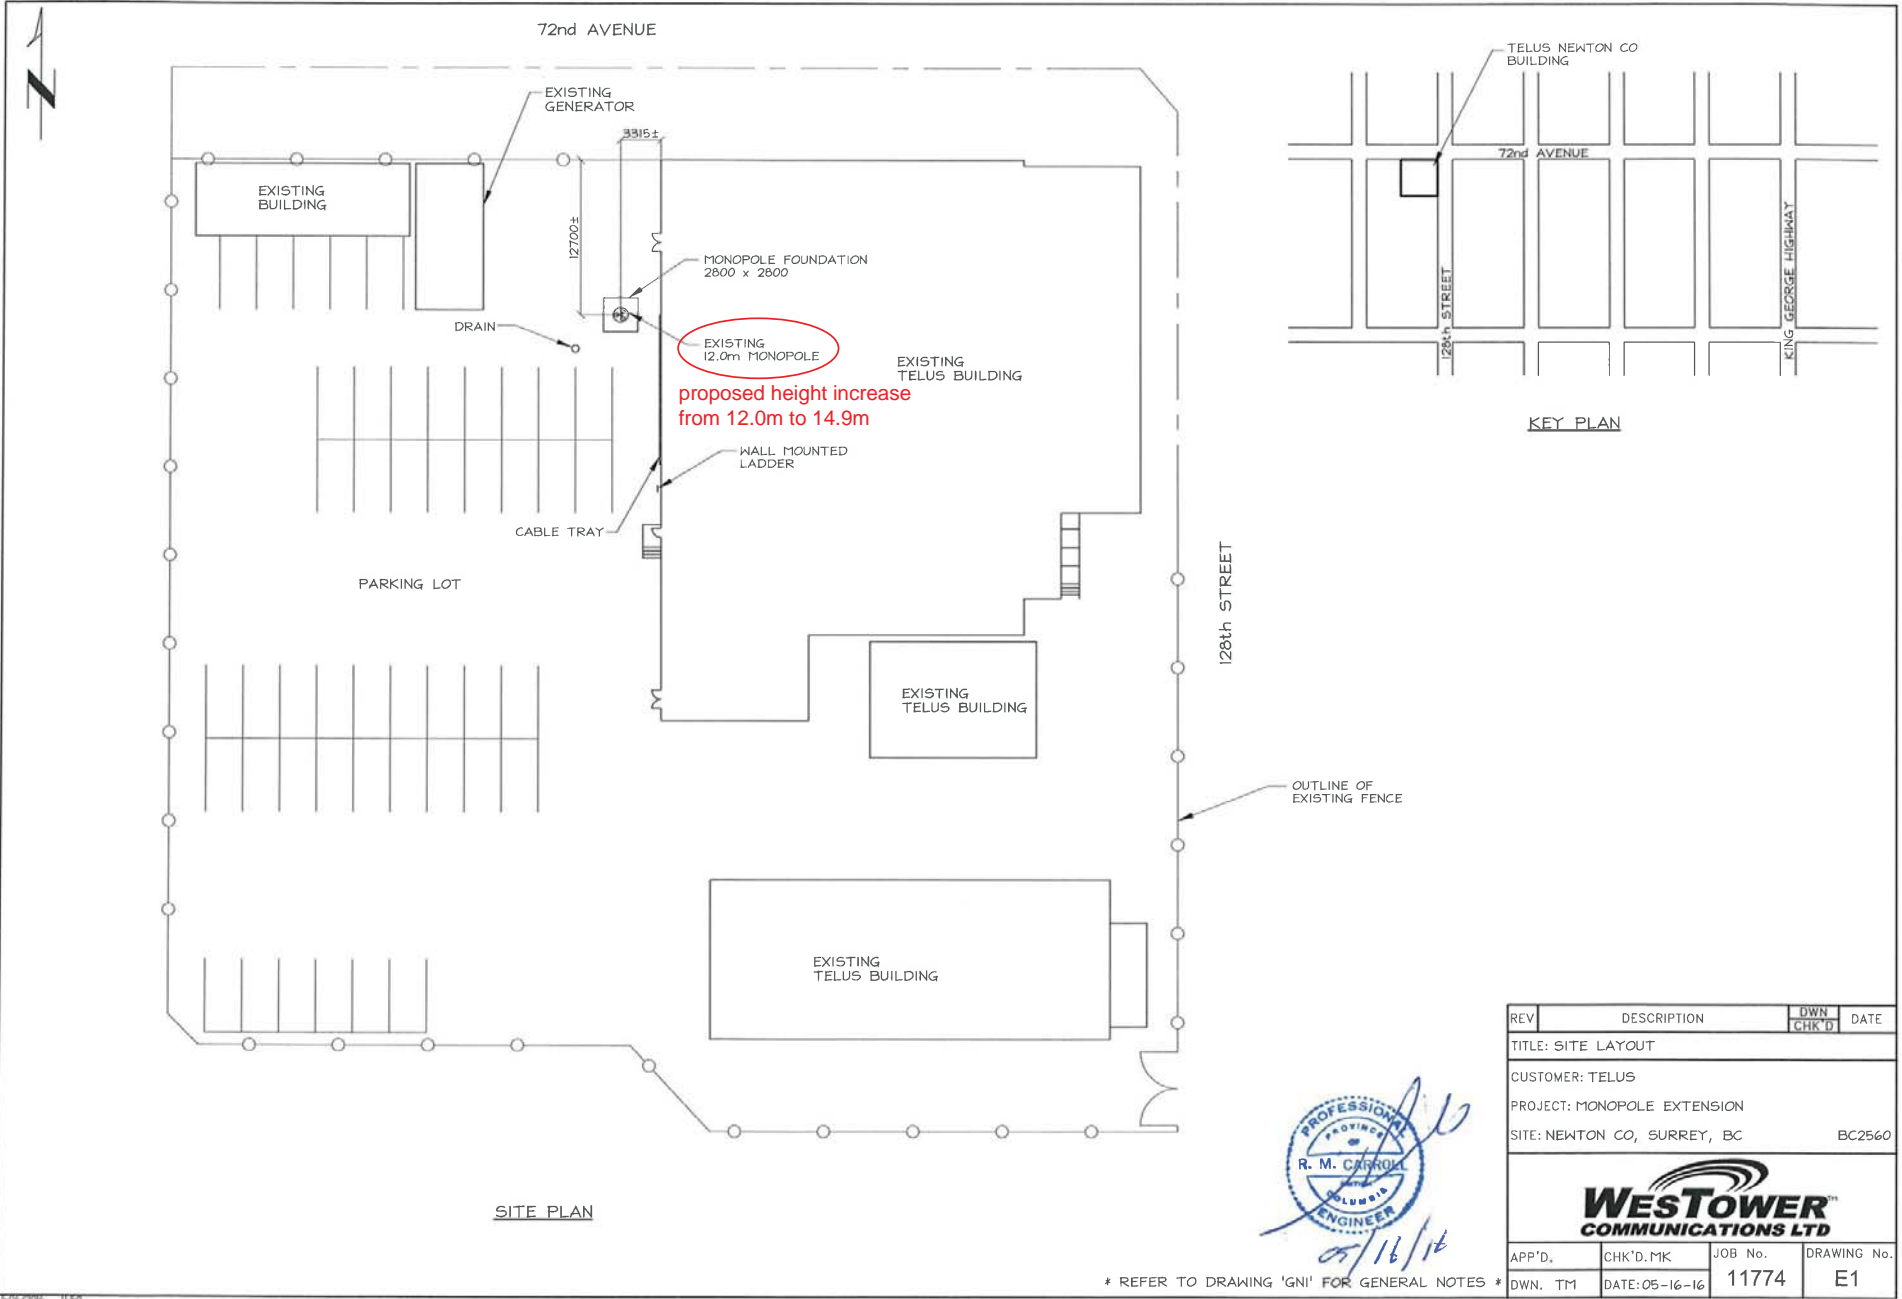 72nd AVENUE
N
EXISTING
GENERATOR
3315±
EXISTING
BUILDING
12700±
MONOPOLE FOUNDATION
2800 x 2800
DRAIN
EXISTING
12.0m MONOPOLE
proposed height increase
from 12.0m to 14.9m
EXISTING
TELUS BUILDING
WALL MOUNTED
LADDER
CABLE TRAY
PARKING LOT
128th STREET
EXISTING
TELUS BUILDING
OUTLINE OF
EXISTING FENCE
EXISTING
TELUS BUILDING
SITE PLAN
TELUS NEWTON CO
BUILDING
72nd AVENUE
128th STREET
KING GEORGE HIGHWAY
KEY PLAN
PROFESSIONAL
PROVINCE
OF
R. M. CARROLL
COLUMBIA
ENGINEER
05/16/16
* REFER TO DRAWING 'GN1' FOR GENERAL NOTES *
REV DESCRIPTION DWN CHK'D DATE
TITLE: SITE LAYOUT
CUSTOMER: TELUS
PROJECT: MONOPOLE EXTENSION
SITE: NEWTON CO, SURREY, BC BC2560
WESTOWER™
COMMUNICATIONS LTD
APP'D. CHK'D. MK JOB No. DRAWING No.
DWN. TM DATE: 05-16-16 11774 E1